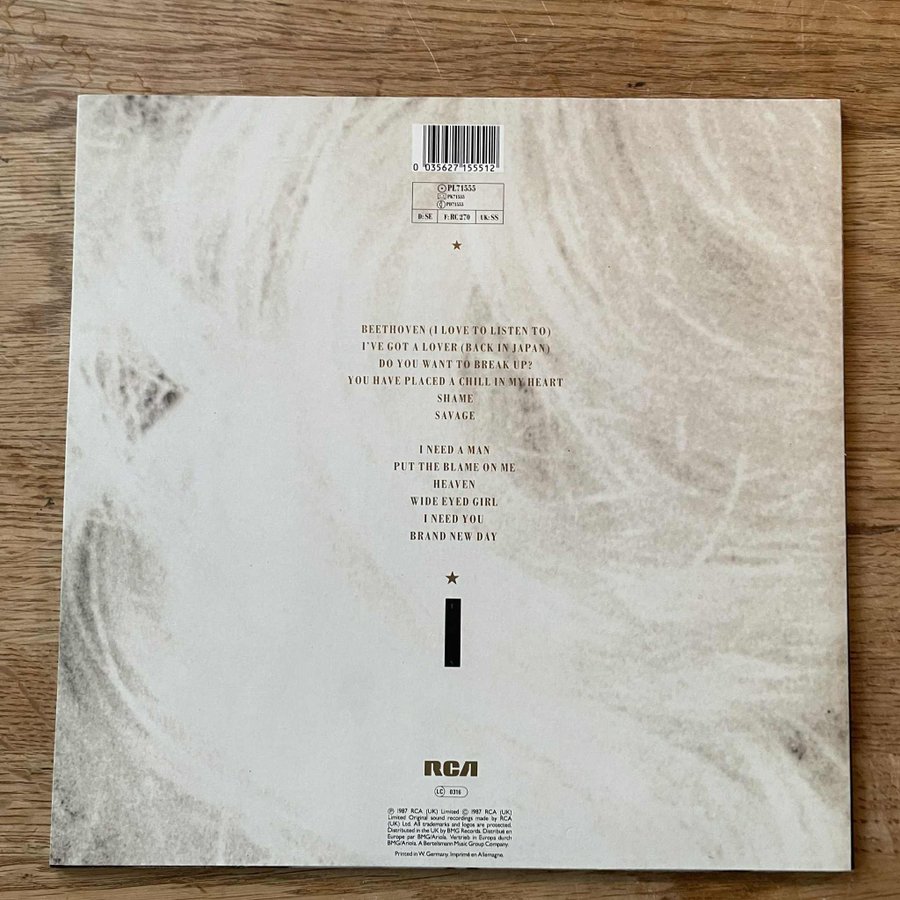 0 035627 155512
PL71555
PK71555
PD71555
D: SE F: RC 270 UK: SS
BEETHOVEN (I LOVE TO LISTEN TO)
I'VE GOT A LOVER (BACK IN JAPAN)
DO YOU WANT TO BREAK UP?
YOU HAVE PLACED A CHILL IN MY HEART
SHAME
SAVAGE
I NEED A MAN
PUT THE BLAME ON ME
HEAVEN
WIDE EYED GIRL
I NEED YOU
BRAND NEW DAY
RCA
LC 0316
℗ 1987 RCA (UK) Limited © 1987 RCA (UK)
Limited Original sound recordings made by RCA
(UK) Ltd. All trademarks and logos are protected.
Distributed in the UK by BMG Records. Distribué en
Europe par BMG/Ariola. Vertrieb in Europa durch
BMG/Ariola. A Bertelsmann Music Group Company.
Printed in W. Germany. Imprimé en Allemagne.